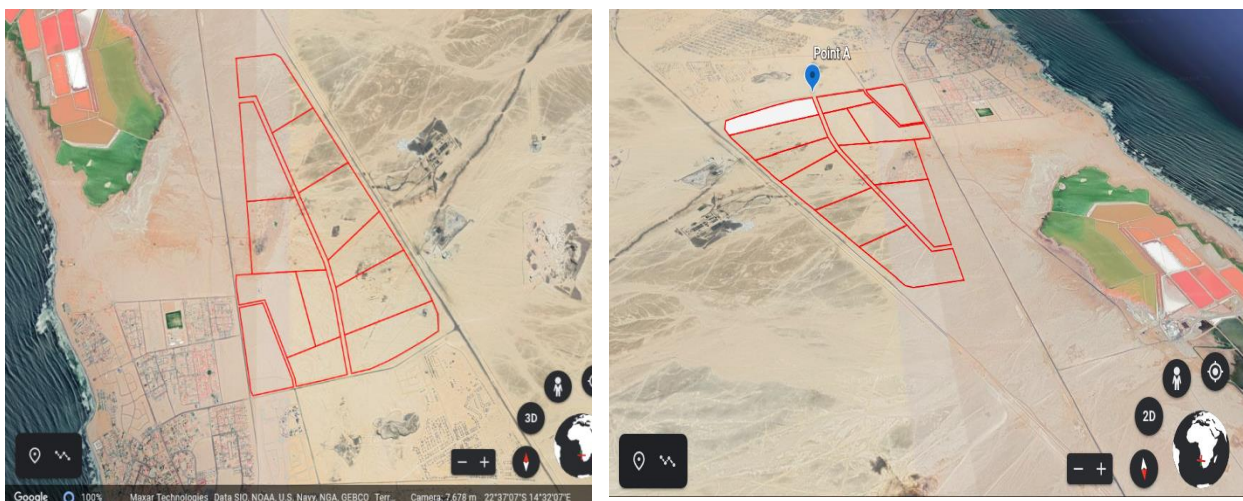 Point A
3D
2D
Google 100% Maxar Technologies Data SIO, NOAA, U.S. Navy, NGA, GEBCO Terr... Camera: 7,678 m 22°37'07"S 14°32'07"E